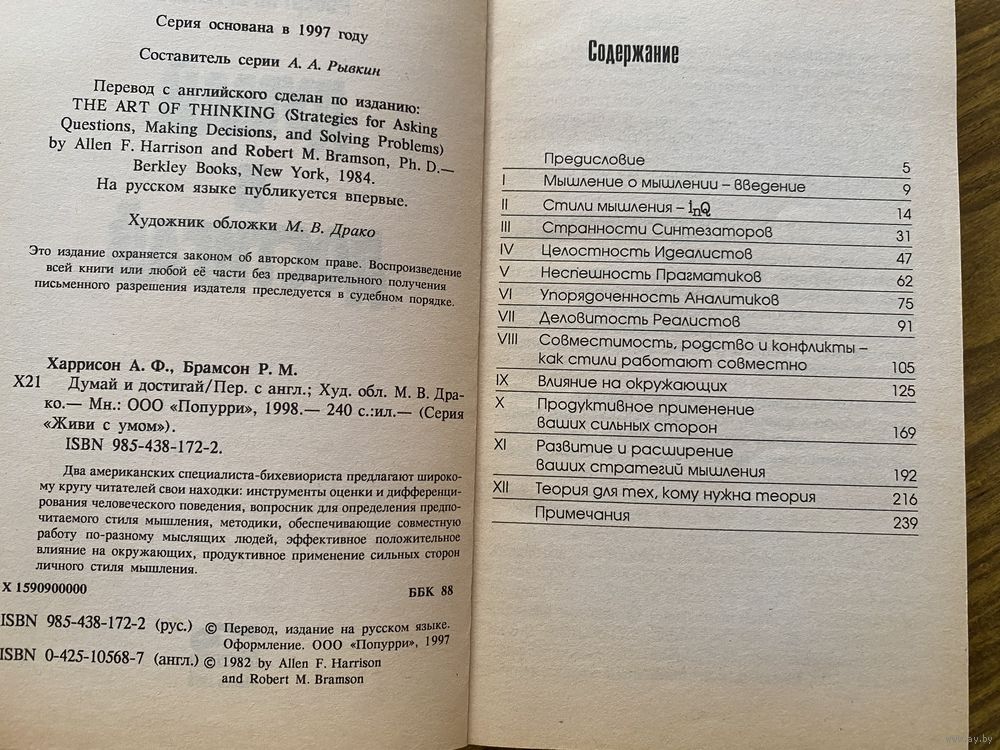 Серия основана в 1997 году
Составитель серии А. А. Рывкин
Перевод с английского сделан по изданию:
THE ART OF THINKING (Strategies for Asking
Questions, Making Decisions, and Solving Problems)
by Allen F. Harrison and Robert M. Bramson, Ph. D.—
Berkley Books, New York, 1984.
На русском языке публикуется впервые.
Художник обложки М. В. Драко
Это издание охраняется законом об авторском праве. Воспроизведение
всей книги или любой её части без предварительного получения
письменного разрешения издателя преследуется в судебном порядке.
Харрисон А. Ф., Брамсон Р. М.
Х21 Думай и достигай/Пер. с англ.; Худ. обл. М. В. Дра-
ко.— Мн.: ООО «Попурри», 1998.— 240 с.:ил.— (Серия
«Живи с умом»).
ISBN 985-438-172-2.
Два американских специалиста-бихевиориста предлагают широко-
му кругу читателей свои находки: инструменты оценки и дифференци-
рования человеческого поведения, вопросник для определения предпо-
читаемого стиля мышления, методики, обеспечивающие совместную
работу по-разному мыслящих людей, эффективное положительное
влияние на окружающих, продуктивное применение сильных сторон
личного стиля мышления.
Х 1590900000 ББК 88
ISBN 985-438-172-2 (рус.) © Перевод, издание на русском языке.
Оформление. ООО «Попурри», 1997
ISBN 0-425-10568-7 (англ.) © 1982 by Allen F. Harrison
and Robert M. Bramson
Содержание
Предисловие 5
I Мышление о мышлении – введение 9
II Стили мышления – InQ 14
III Странности Синтезаторов 31
IV Целостность Идеалистов 47
V Неспешность Прагматиков 62
VI Упорядоченность Аналитиков 75
VII Деловитость Реалистов 91
VIII Совместимость, родство и конфликты –
как стили работают совместно 105
IX Влияние на окружающих 125
X Продуктивное применение
ваших сильных сторон 169
XI Развитие и расширение
ваших стратегий мышления 192
XII Теория для тех, кому нужна теория 216
Примечания 239